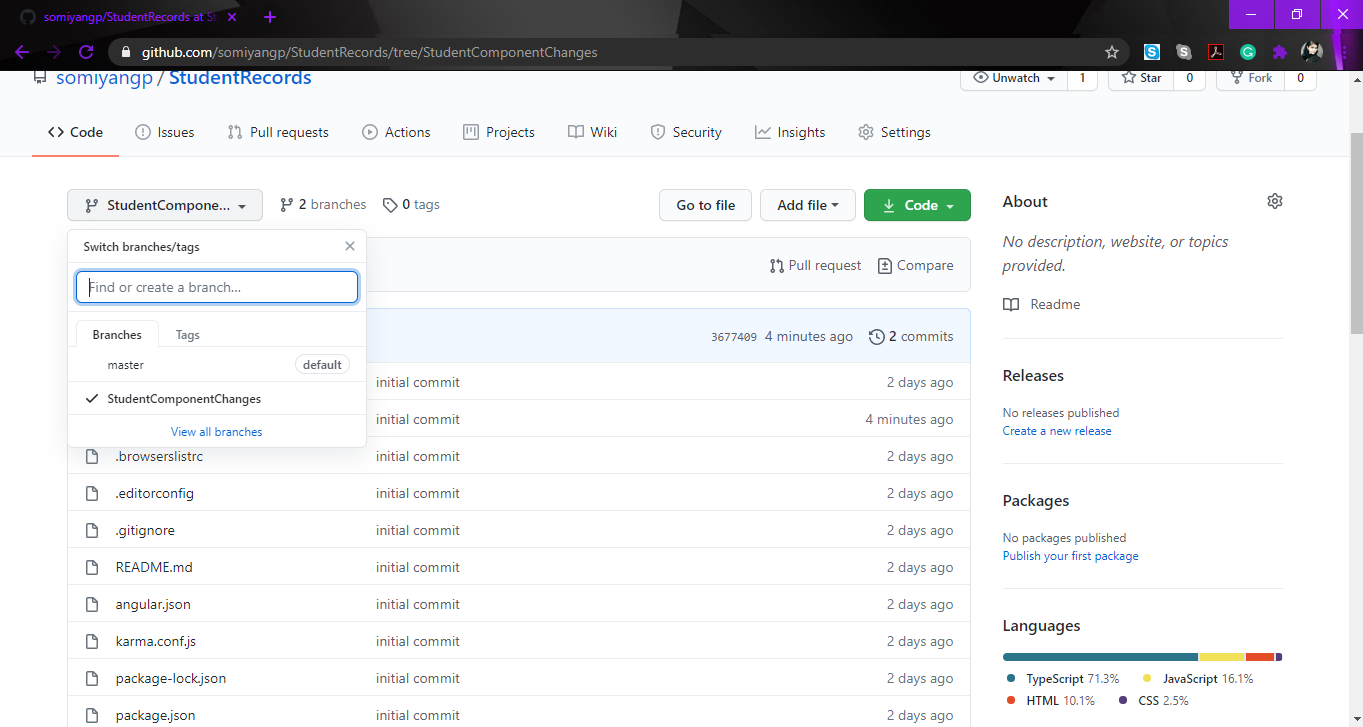 somiyangp/StudentRecords at St
github.com/somiyangp/StudentRecords/tree/StudentComponentChanges
somiyangp / StudentRecords
Unwatch 1 Star 0 Fork 0
Code Issues Pull requests Actions Projects Wiki Security Insights Settings
StudentCompone... 2 branches 0 tags Go to file Add file Code
Switch branches/tags
Find or create a branch...
Branches Tags
master default
StudentComponentChanges
View all branches
Pull request Compare
3677409 4 minutes ago 2 commits
initial commit 2 days ago
initial commit 4 minutes ago
.browserslistrc initial commit 2 days ago
.editorconfig initial commit 2 days ago
.gitignore initial commit 2 days ago
README.md initial commit 2 days ago
angular.json initial commit 2 days ago
karma.conf.js initial commit 2 days ago
package-lock.json initial commit 2 days ago
package.json initial commit 2 days ago
About
No description, website, or topics
provided.
Readme
Releases
No releases published
Create a new release
Packages
No packages published
Publish your first package
Languages
TypeScript 71.3% JavaScript 16.1%
HTML 10.1% CSS 2.5%